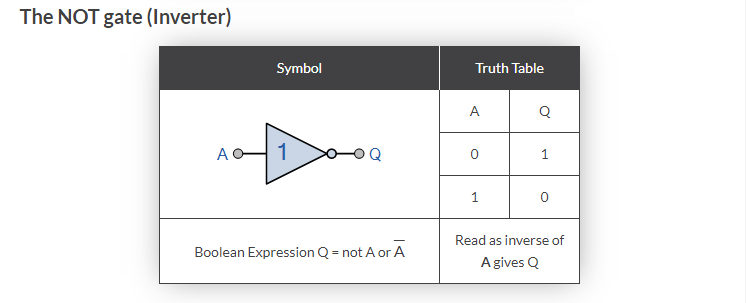 The NOT gate (Inverter)
Symbol Truth Table
A Q
A 1 Q
0 1
1 0
Boolean Expression Q = not A or A̅
Read as inverse of
A gives Q